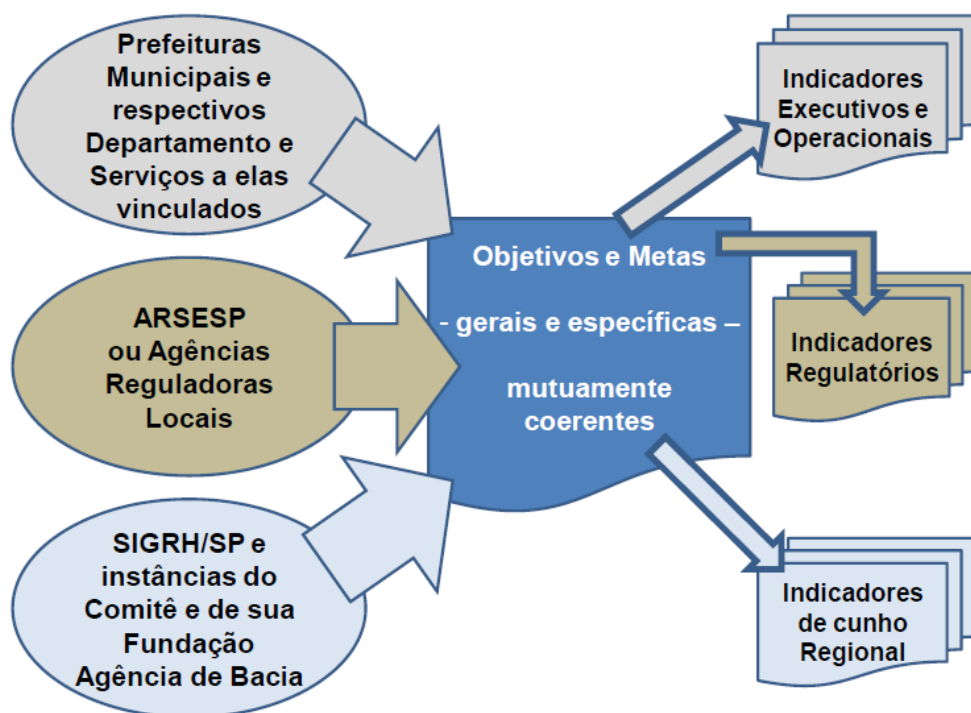 Prefeituras
Municipais e
respectivos
Departamento e
Serviços a elas
vinculados
ARSESP
ou Agências
Reguladoras
Locais
SIGRH/SP e
instâncias do
Comitê e de sua
Fundação
Agência de Bacia
Objetivos e Metas
- gerais e específicas –
mutuamente
coerentes
Indicadores
Executivos e
Operacionais
Indicadores
Regulatórios
Indicadores
de cunho
Regional